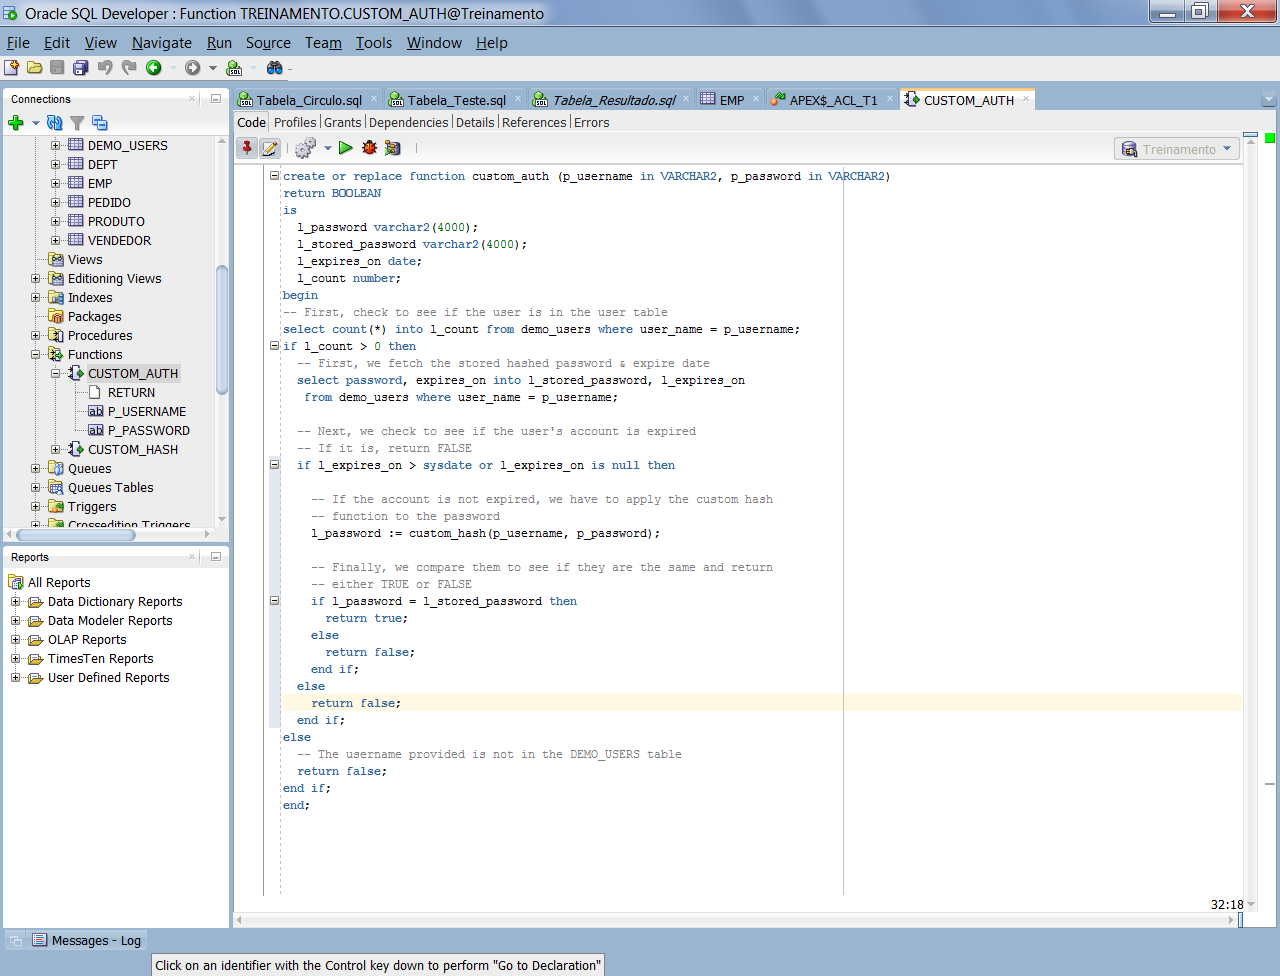 Oracle SQL Developer : Function TREINAMENTO.CUSTOM_AUTH@Treinamento
File Edit View Navigate Run Source Team Tools Window Help
Connections
DEMO_USERS
DEPT
EMP
PEDIDO
PRODUTO
VENDEDOR
Views
Editioning Views
Indexes
Packages
Procedures
Functions
CUSTOM_AUTH
RETURN
P_USERNAME
P_PASSWORD
CUSTOM_HASH
Queues
Queues Tables
Triggers
Crossedition Triggers
Reports
All Reports
Data Dictionary Reports
Data Modeler Reports
OLAP Reports
TimesTen Reports
User Defined Reports
Tabela_Circulo.sql Tabela_Teste.sql Tabela_Resultado.sql EMP APEX$_ACL_T1 CUSTOM_AUTH
Code Profiles Grants Dependencies Details References Errors
Treinamento
create or replace function custom_auth (p_username in VARCHAR2, p_password in VARCHAR2)
return BOOLEAN
is
l_password varchar2(4000);
l_stored_password varchar2(4000);
l_expires_on date;
l_count number;
begin
-- First, check to see if the user is in the user table
select count(*) into l_count from demo_users where user_name = p_username;
if l_count > 0 then
-- First, we fetch the stored hashed password & expire date
select password, expires_on into l_stored_password, l_expires_on
from demo_users where user_name = p_username;
-- Next, we check to see if the user's account is expired
-- If it is, return FALSE
if l_expires_on > sysdate or l_expires_on is null then
-- If the account is not expired, we have to apply the custom hash
-- function to the password
l_password := custom_hash(p_username, p_password);
-- Finally, we compare them to see if they are the same and return
-- either TRUE or FALSE
if l_password = l_stored_password then
return true;
else
return false;
end if;
else
return false;
end if;
else
-- The username provided is not in the DEMO_USERS table
return false;
end if;
end;
32:18
Messages - Log
Click on an identifier with the Control key down to perform "Go to Declaration"